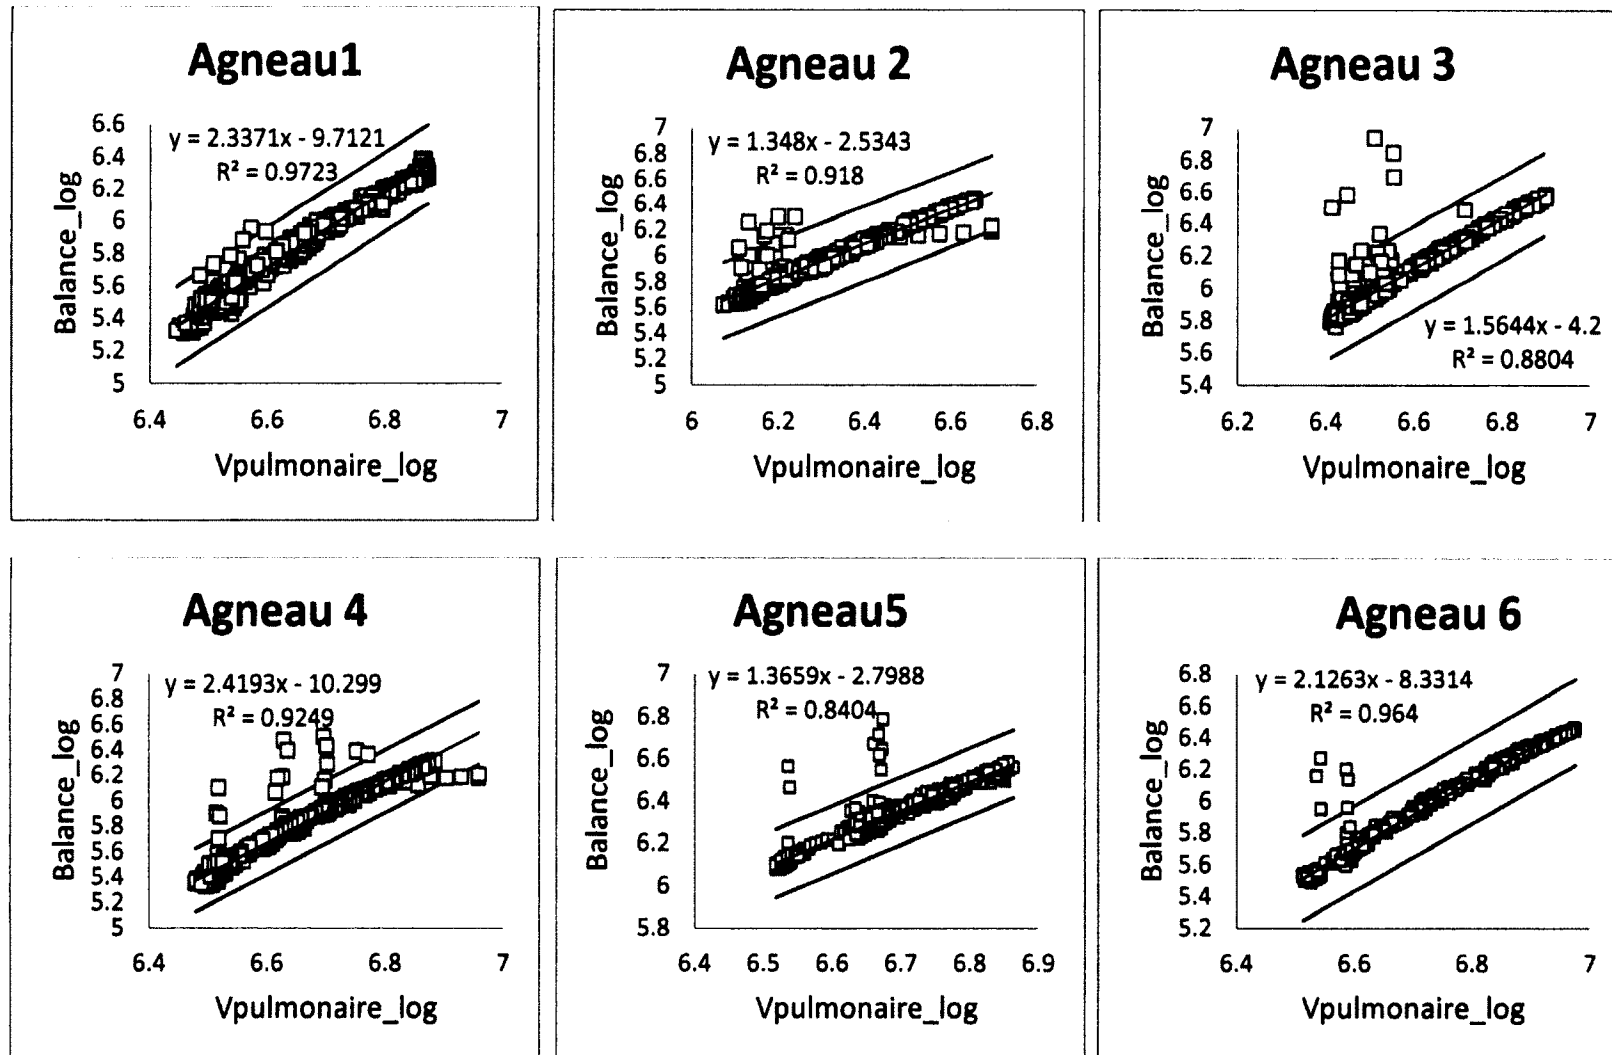 Agneau1
y = 2.3371x - 9.7121
R² = 0.9723
Balance_log
6.6
6.4
6.2
6
5.8
5.6
5.4
5.2
5
6.4 6.6 6.8 7
Vpulmonaire_log
Agneau 2
y = 1.348x - 2.5343
R² = 0.918
Balance_log
7
6.8
6.6
6.4
6.2
6
5.8
5.6
5.4
5.2
5
6 6.2 6.4 6.6 6.8
Vpulmonaire_log
Agneau 3
Balance_log
7
6.8
6.6
6.4
6.2
6
5.8
5.6
5.4
y = 1.5644x - 4.2
R² = 0.8804
6.2 6.4 6.6 6.8 7
Vpulmonaire_log
Agneau 4
y = 2.4193x - 10.299
R² = 0.9249
Balance_log
7
6.8
6.6
6.4
6.2
6
5.8
5.6
5.4
5.2
5
6.4 6.6 6.8 7
Vpulmonaire_log
Agneau5
y = 1.3659x - 2.7988
R² = 0.8404
Balance_log
7
6.8
6.6
6.4
6.2
6
5.8
6.4 6.5 6.6 6.7 6.8 6.9
Vpulmonaire_log
Agneau 6
y = 2.1263x - 8.3314
R² = 0.964
Balance_log
6.8
6.6
6.4
6.2
6
5.8
5.6
5.4
5.2
6.4 6.6 6.8 7
Vpulmonaire_log